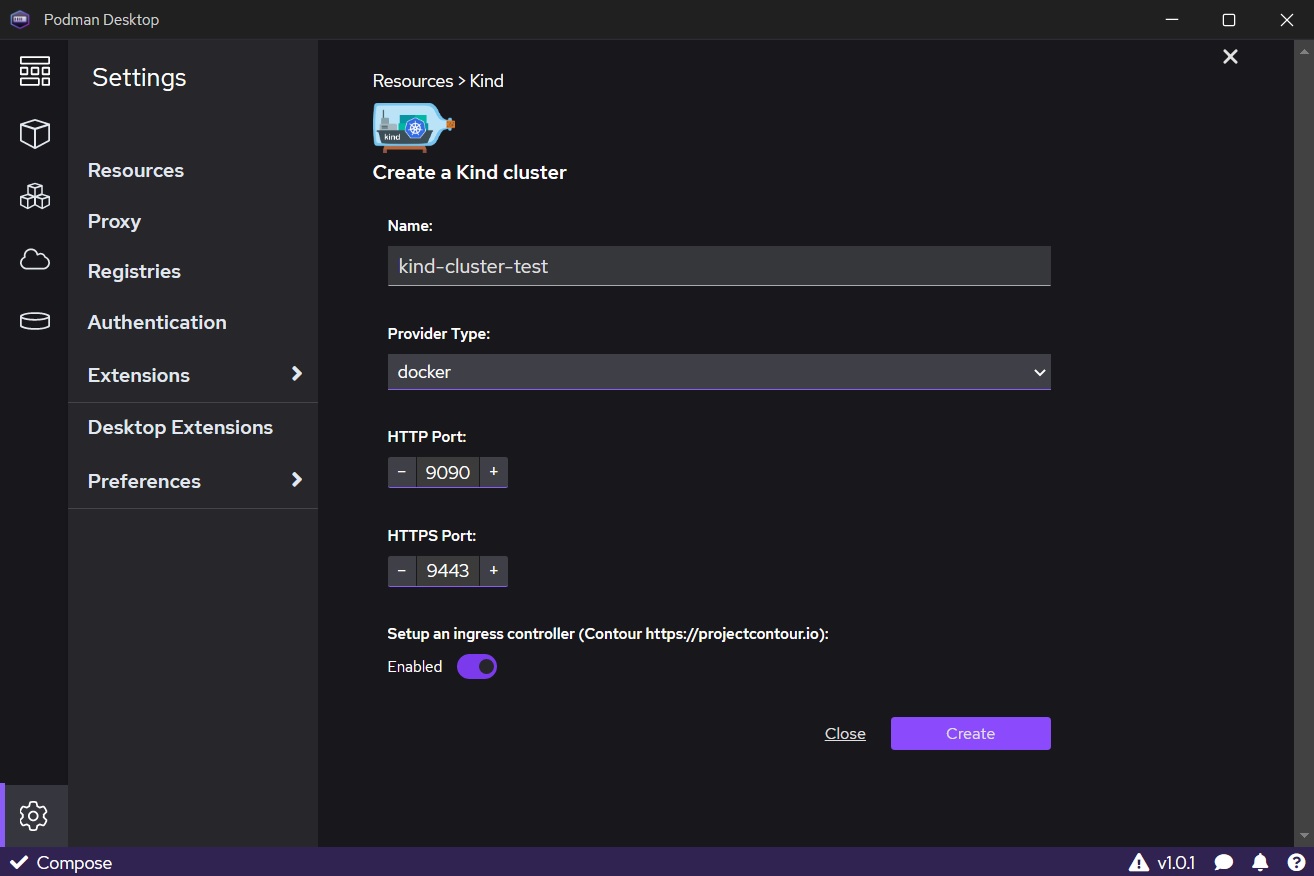 Podman Desktop
Settings
Resources
Proxy
Registries
Authentication
Extensions
Desktop Extensions
Preferences
Resources > Kind
kind
Create a Kind cluster
Name:
kind-cluster-test
Provider Type:
docker
HTTP Port:
− 9090 +
HTTPS Port:
− 9443 +
Setup an ingress controller (Contour https://projectcontour.io):
Enabled
Close
Create
Compose
v1.0.1